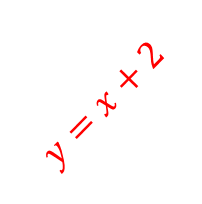 y = x + 2